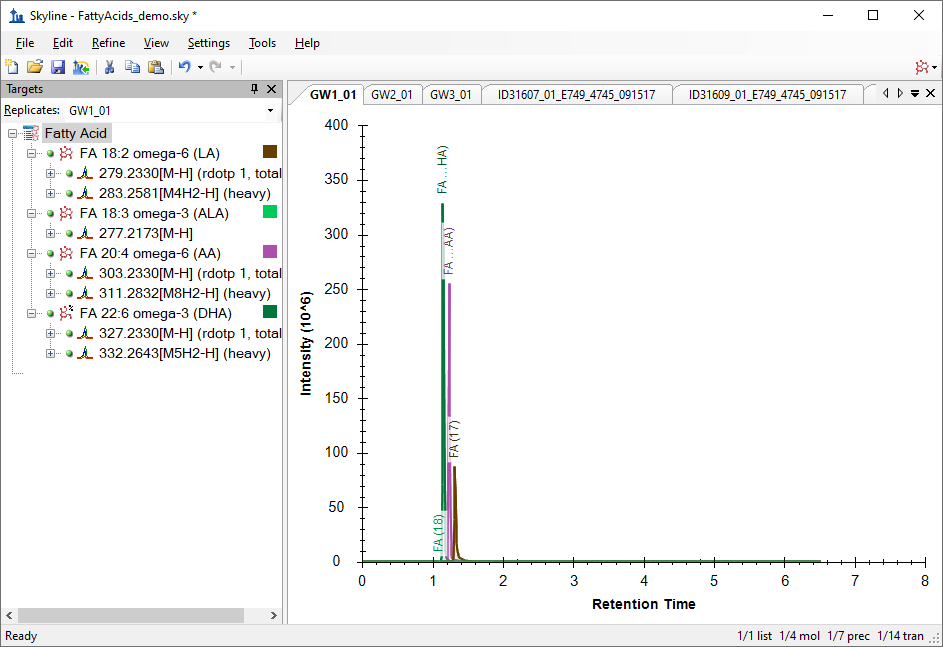 Skyline - FattyAcids_demo.sky *
File Edit Refine View Settings Tools Help
Targets
Replicates: GW1_01
Fatty Acid
FA 18:2 omega-6 (LA)
279.2330[M-H] (rdotp 1, total
283.2581[M4H2-H] (heavy)
FA 18:3 omega-3 (ALA)
277.2173[M-H]
FA 20:4 omega-6 (AA)
303.2330[M-H] (rdotp 1, total
311.2832[M8H2-H] (heavy)
FA 22:6 omega-3 (DHA)
327.2330[M-H] (rdotp 1, total
332.2643[M5H2-H] (heavy)
GW1_01 GW2_01 GW3_01 ID31607_01_E749_4745_091517 ID31609_01_E749_4745_091517
400
350
300
250
200
150
100
50
0
Intensity (10^6)
FA ...HA)
FA ...AA)
FA (17)
FA (18)
0 1 2 3 4 5 6 7 8
Retention Time
Ready
1/1 list 1/4 mol 1/7 prec 1/14 tran